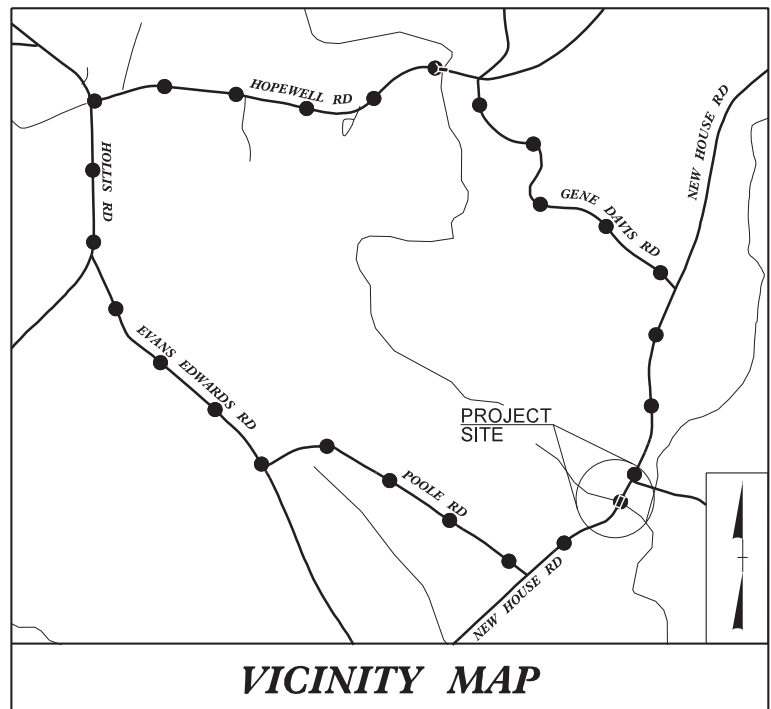 HOPEWELL RD
NEW HOUSE RD
HOLLIS RD
GENE DAVIS RD
EVANS EDWARDS RD
PROJECT
SITE
POOLE RD
NEW HOUSE RD
VICINITY MAP